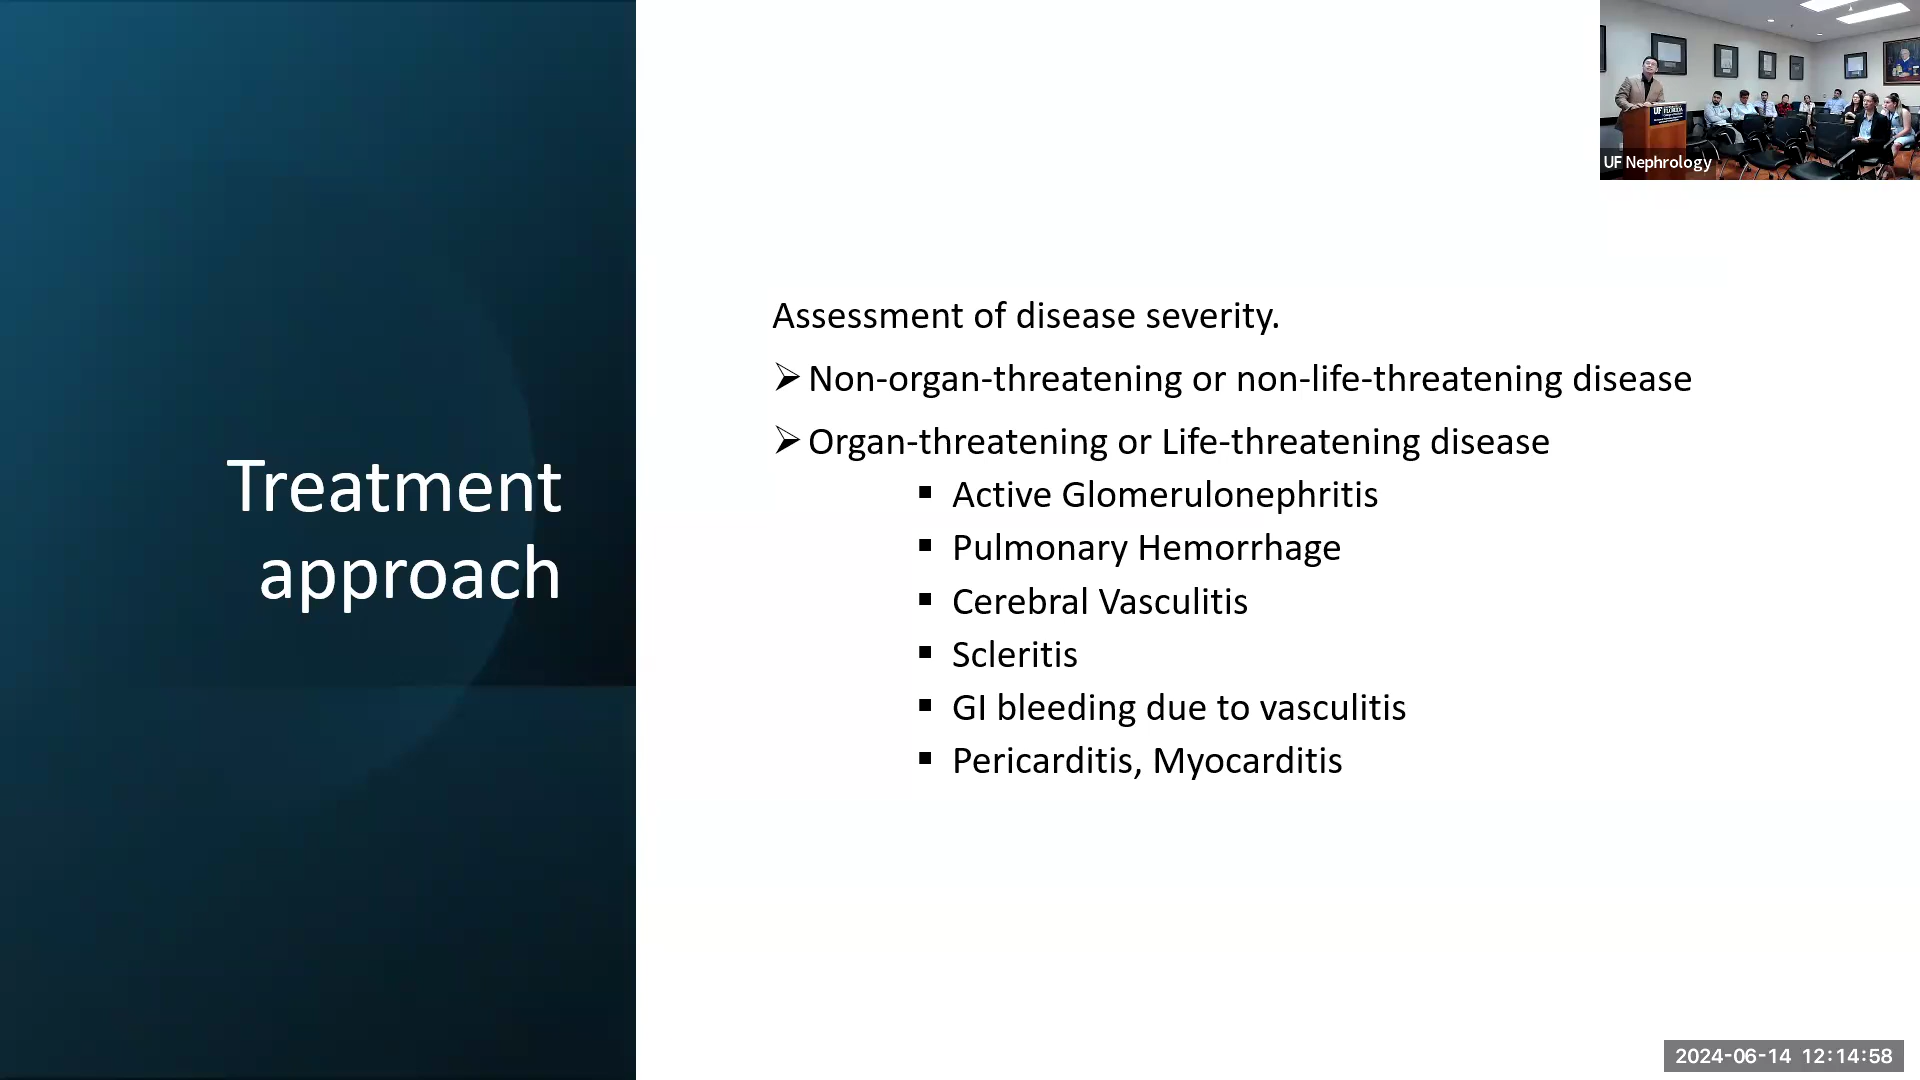 Treatment
approach
Assessment of disease severity.
➢ Non-organ-threatening or non-life-threatening disease
➢ Organ-threatening or Life-threatening disease
▪ Active Glomerulonephritis
▪ Pulmonary Hemorrhage
▪ Cerebral Vasculitis
▪ Scleritis
▪ GI bleeding due to vasculitis
▪ Pericarditis, Myocarditis
UF FLORIDA
UF Nephrology
2024-06-14 12:14:58